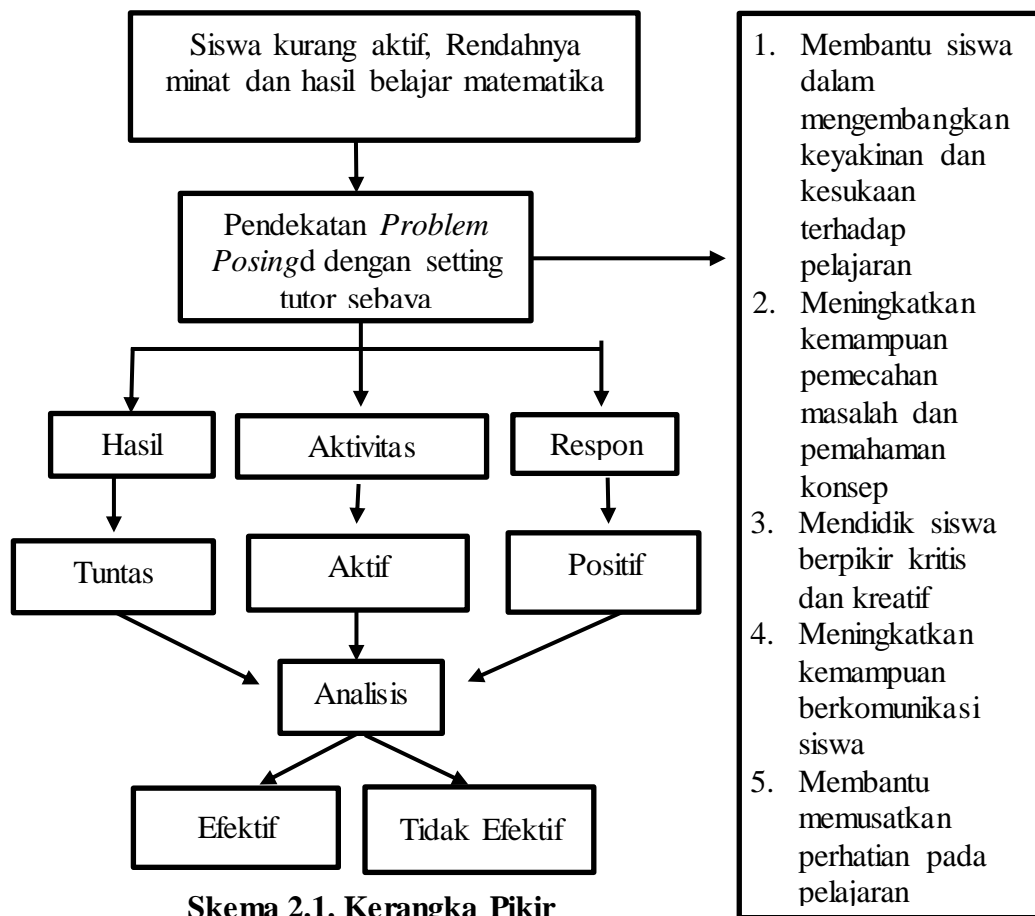 Siswa kurang aktif, Rendahnya
minat dan hasil belajar matematika
Pendekatan Problem
Posingd dengan setting
tutor sebaya
Hasil
Aktivitas
Respon
Tuntas
Aktif
Positif
Analisis
Efektif
Tidak Efektif
Skema 2.1. Kerangka Pikir
1. Membantu siswa
dalam
mengembangkan
keyakinan dan
kesukaan
terhadap
pelajaran
2. Meningkatkan
kemampuan
pemecahan
masalah dan
pemahaman
konsep
3. Mendidik siswa
berpikir kritis
dan kreatif
4. Meningkatkan
kemampuan
berkomunikasi
siswa
5. Membantu
memusatkan
perhatian pada
pelajaran